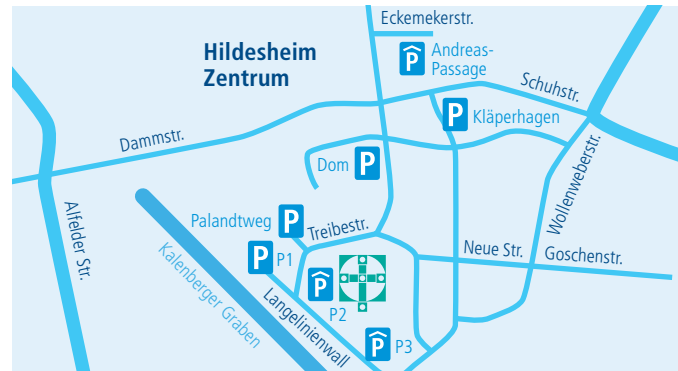 Eckemekerstr.
Hildesheim
Zentrum
P
Andreas-
Passage
Schuhstr.
P
Kläperhagen
Dammstr.
Wollenweberstr.
Dom
P
Alfelder Str.
Palandtweg
P
Treibestr.
Neue Str.
Goschenstr.
P
P1
Kalenberger Graben
P
P2
Langelinienwall
P
P3